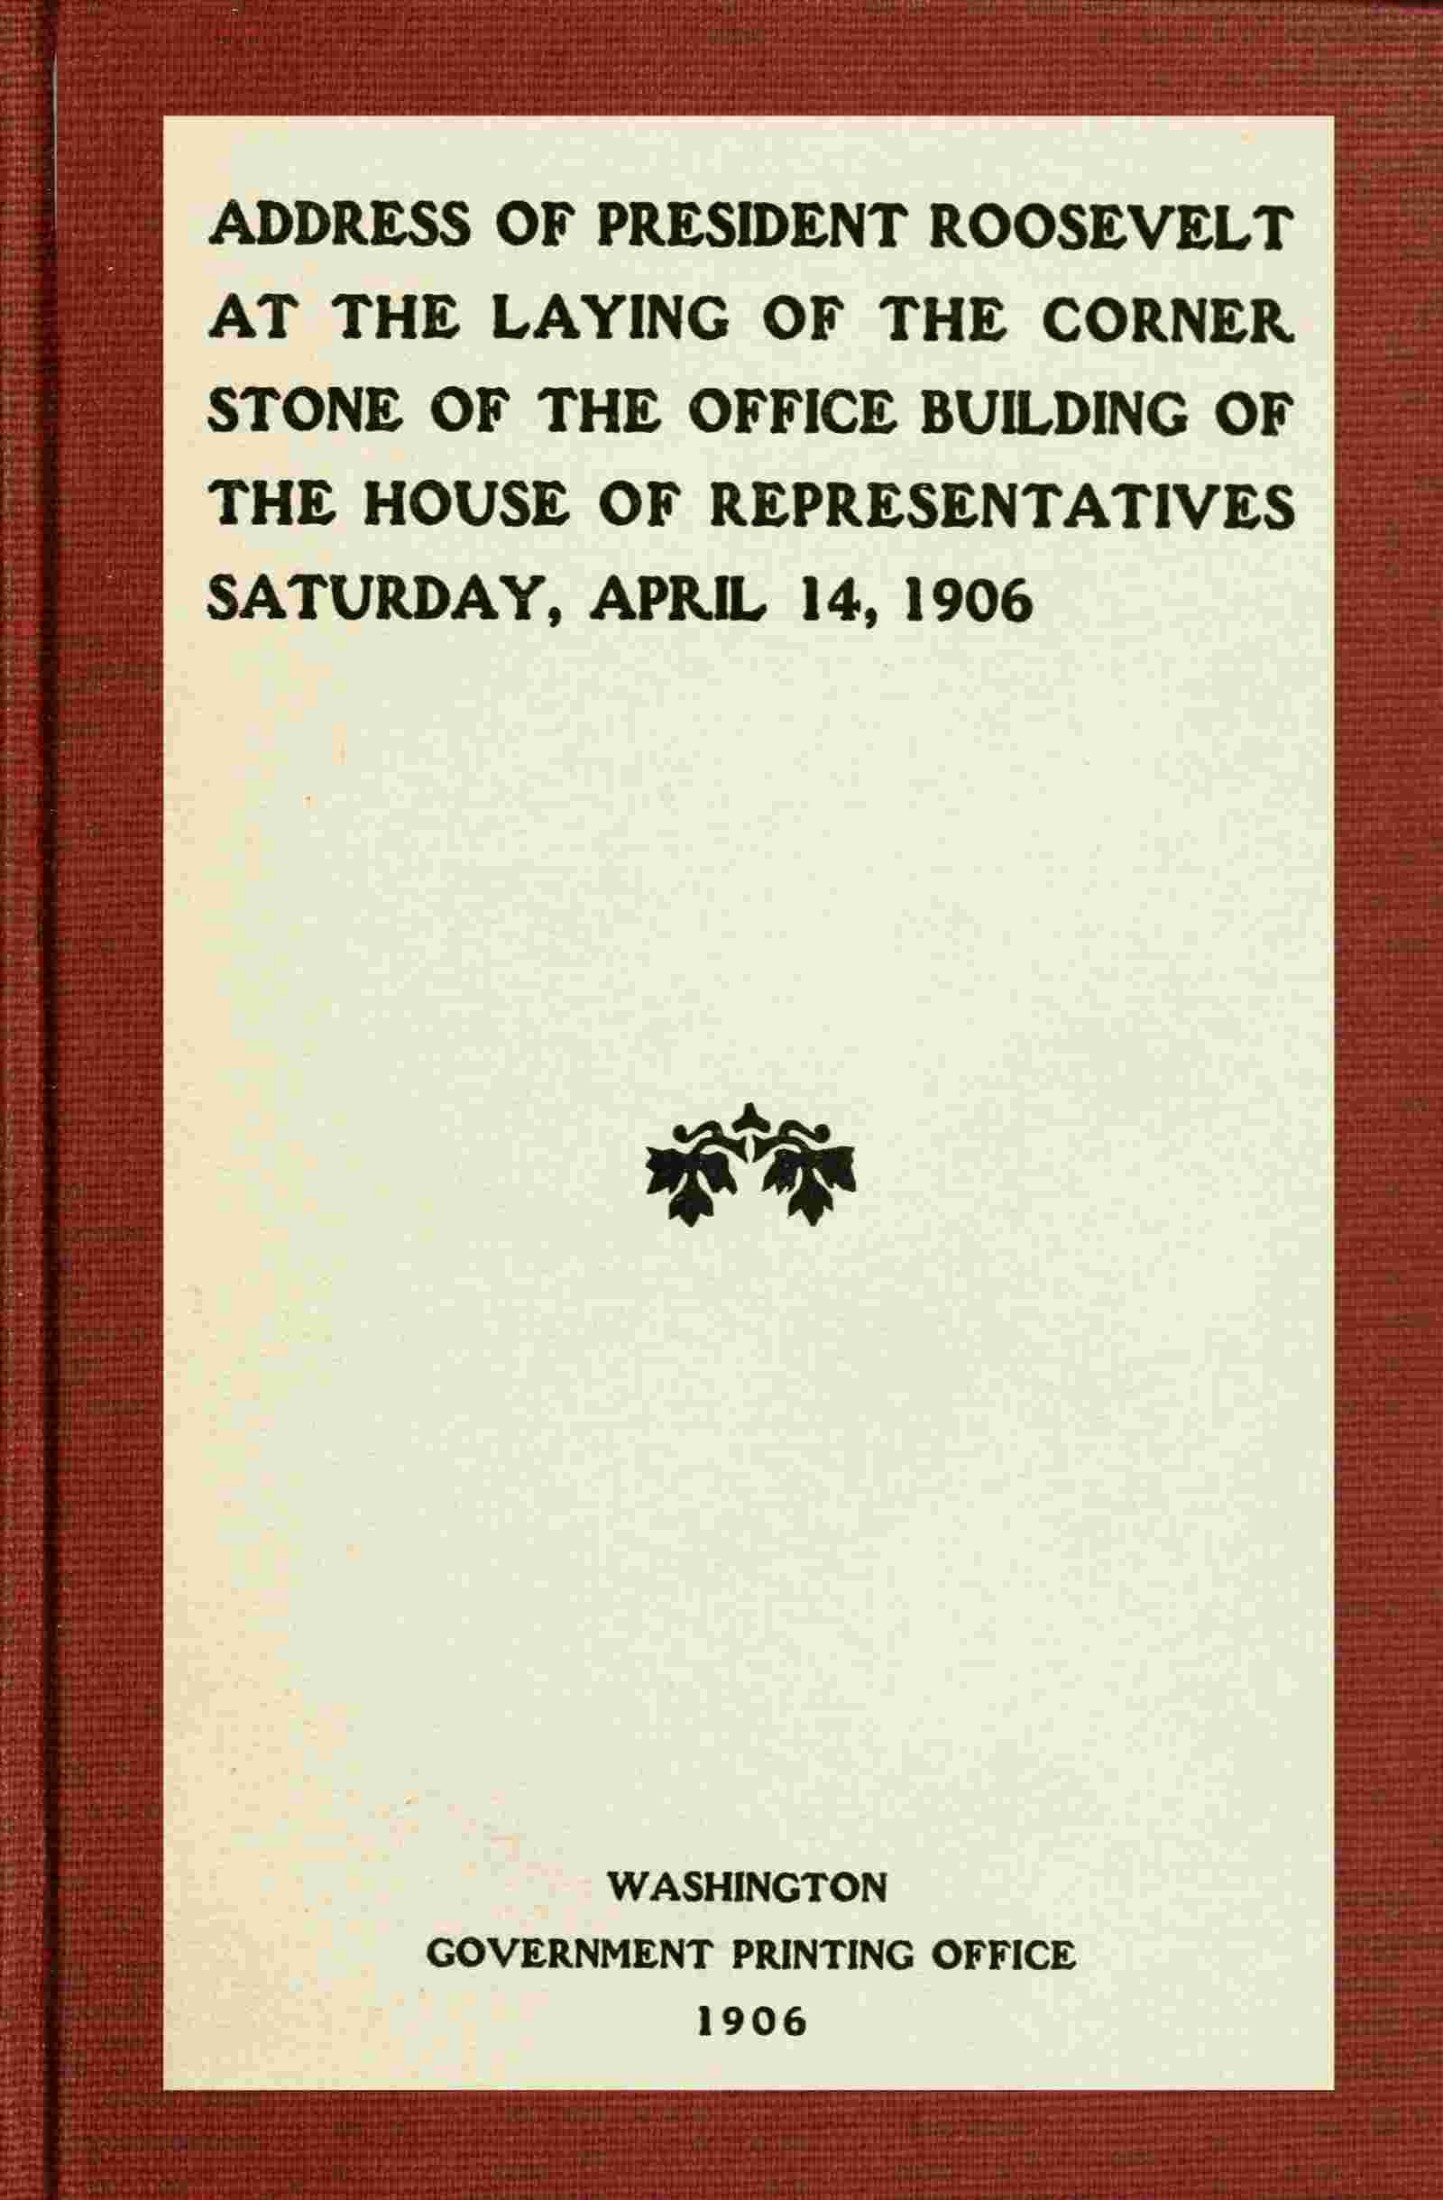 ADDRESS OF PRESIDENT ROOSEVELT
AT THE LAYING OF THE CORNER
STONE OF THE OFFICE BUILDING OF
THE HOUSE OF REPRESENTATIVES
SATURDAY, APRIL 14, 1906
WASHINGTON
GOVERNMENT PRINTING OFFICE
1906